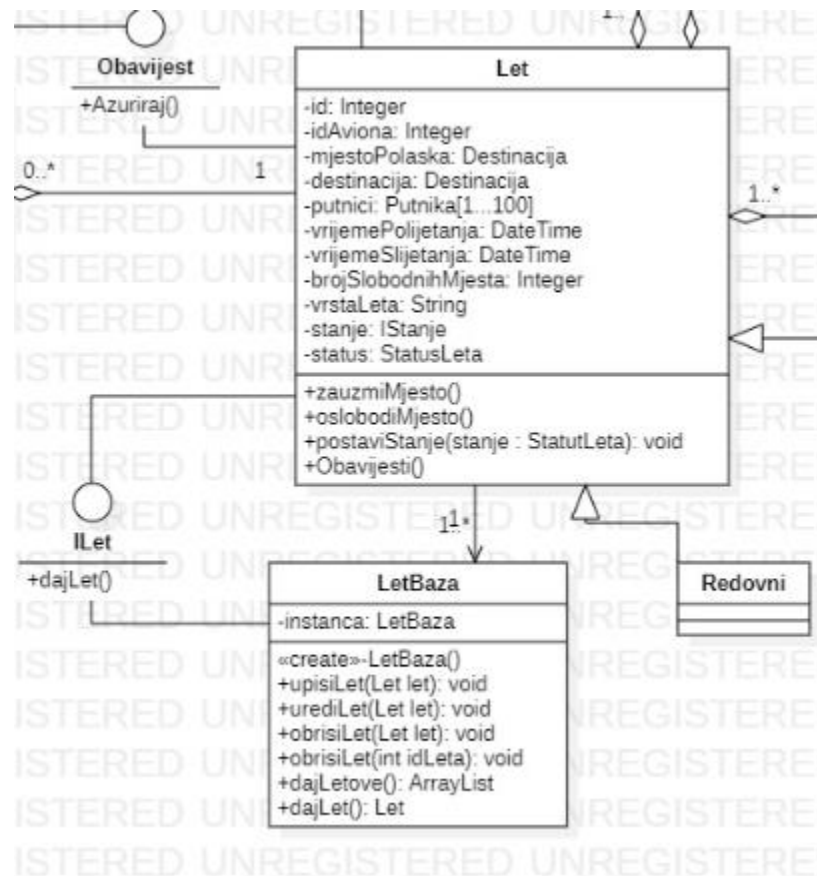 Obavijest
+Azuriraj()
0..*
1
Let
-id: Integer
-idAviona: Integer
-mjestoPolaska: Destinacija
-destinacija: Destinacija
-putnici: Putnika[1...100]
-vrijemePolijetanja: DateTime
-vrijemeSlijetanja: DateTime
-brojSlobodnihMjesta: Integer
-vrstaLeta: String
-stanje: IStanje
-status: StatusLeta
+zauzmiMjesto()
+oslobodiMjesto()
+postaviStanje(stanje : StatutLeta): void
+Obavijesti()
1..*
ILet
+dajLet()
LetBaza
-instanca: LetBaza
«create»-LetBaza()
+upisiLet(Let let): void
+urediLet(Let let): void
+obrisiLet(Let let): void
+obrisiLet(int idLeta): void
+dajLetove(): ArrayList
+dajLet(): Let
Redovni
UNREGISTERED